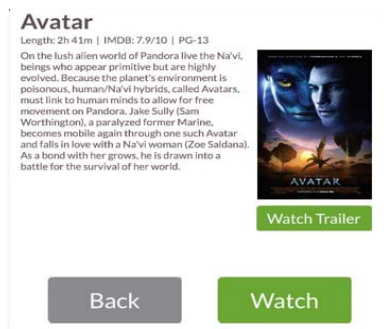 Avatar
Length: 2h 41m | IMDB: 7.9/10 | PG-13
On the lush alien world of Pandora live the Na'vi,
beings who appear primitive but are highly
evolved. Because the planet's environment is
poisonous, human/Na'vi hybrids, called Avatars,
must link to human minds to allow for free
movement on Pandora. Jake Sully (Sam
Worthington), a paralyzed former Marine,
becomes mobile again through one such Avatar
and falls in love with a Na'vi woman (Zoe Saldana).
As a bond with her grows, he is drawn into a
battle for the survival of her world.
AVATAR
Watch Trailer
Back
Watch